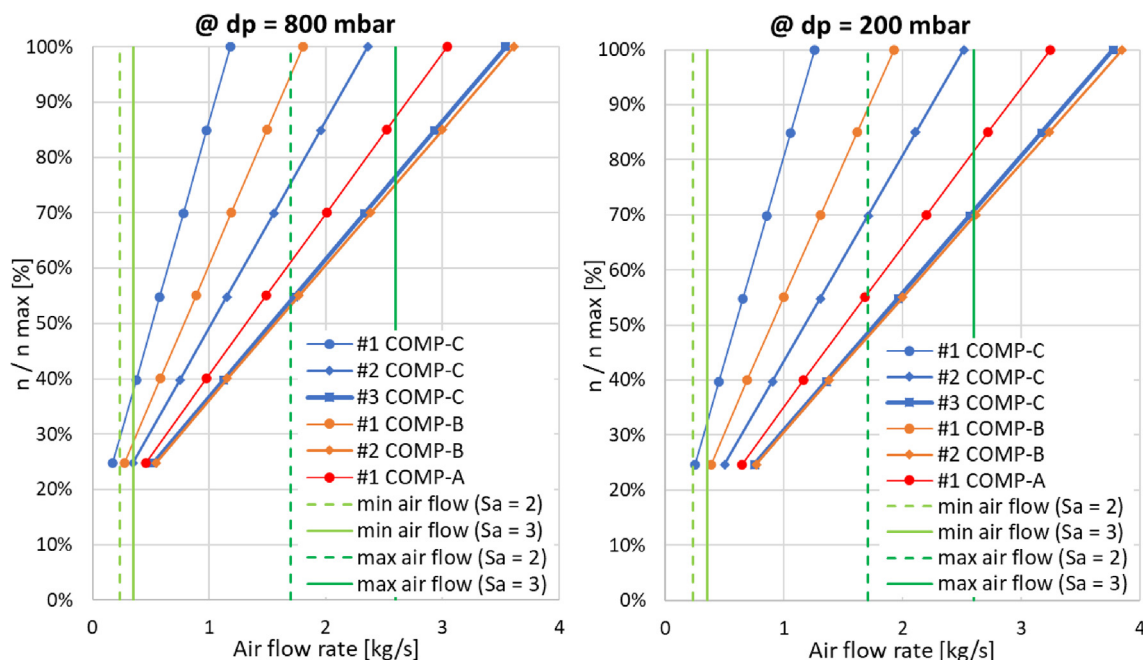 @ dp = 800 mbar
100%
90%
80%
70%
60%
50%
40%
30%
20%
10%
0%
n / n max [%]
#1 COMP-C
#2 COMP-C
#3 COMP-C
#1 COMP-B
#2 COMP-B
#1 COMP-A
min air flow (Sa = 2)
min air flow (Sa = 3)
max air flow (Sa = 2)
max air flow (Sa = 3)
0 1 2 3 4
Air flow rate [kg/s]
@ dp = 200 mbar
100%
90%
80%
70%
60%
50%
40%
30%
20%
10%
0%
n / n max [%]
#1 COMP-C
#2 COMP-C
#3 COMP-C
#1 COMP-B
#2 COMP-B
#1 COMP-A
min air flow (Sa = 2)
min air flow (Sa = 3)
max air flow (Sa = 2)
max air flow (Sa = 3)
0 1 2 3 4
Air flow rate [kg/s]